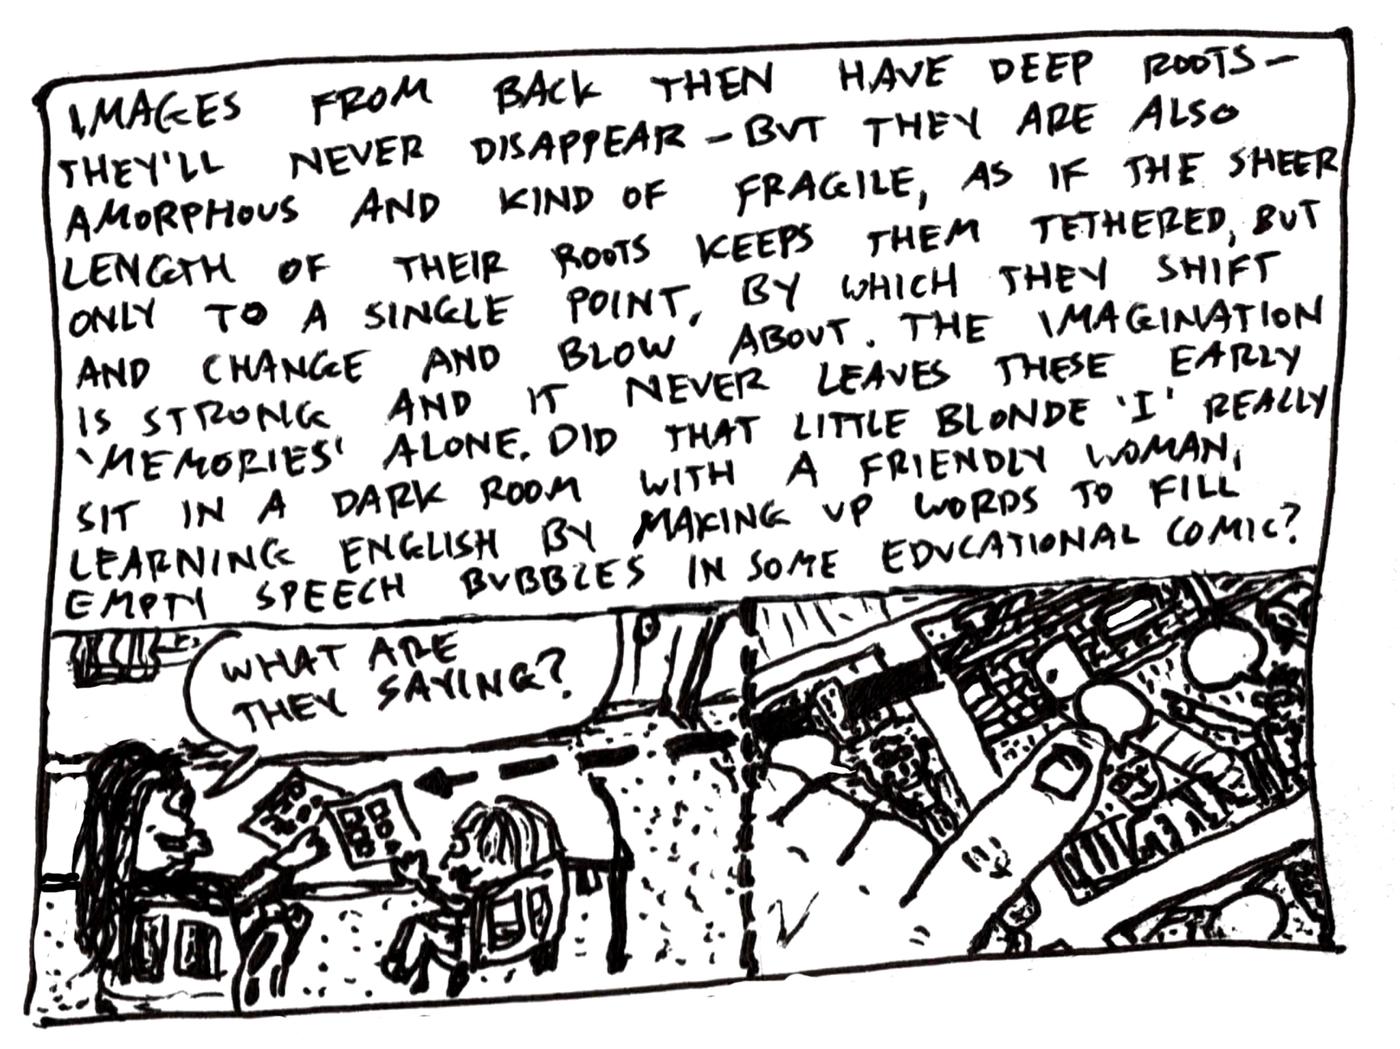 IMAGES FROM BACK THEN HAVE DEEP ROOTS—
THEY'LL NEVER DISAPPEAR — BUT THEY ARE ALSO
AMORPHOUS AND KIND OF FRAGILE, AS IF THE SHEER
LENGTH OF THEIR ROOTS KEEPS THEM TETHERED, BUT
ONLY TO A SINGLE POINT, BY WHICH THEY SHIFT
AND CHANGE AND BLOW ABOUT. THE IMAGINATION
IS STRONG AND IT NEVER LEAVES THESE EARLY
'MEMORIES' ALONE. DID THAT LITTLE BLONDE 'I' REALLY
SIT IN A DARK ROOM WITH A FRIENDLY WOMAN,
LEARNING ENGLISH BY MAKING UP WORDS TO FILL
EMPTY SPEECH BUBBLES IN SOME EDUCATIONAL COMIC?
WHAT ARE
THEY SAYING?